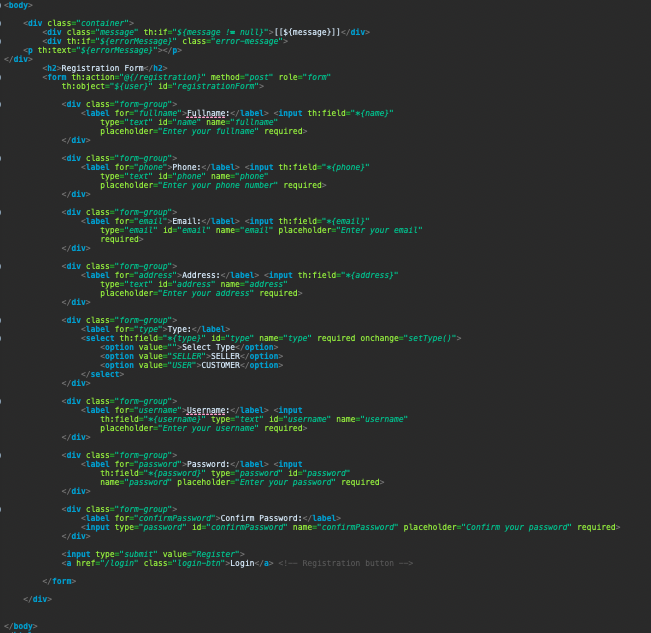 <body>
<div class="container">
<div class="message" th:if="${message != null}">[[${message}]]</div>
<div th:if="${errorMessage}" class="error-message">
<p th:text="${errorMessage}"></p>
</div>
<h2>Registration Form</h2>
<form th:action="@{/registration}" method="post" role="form"
th:object="${user}" id="registrationForm">
<div class="form-group">
<label for="fullname">Fullname:</label> <input th:field="*{name}"
type="text" id="name" name="fullname"
placeholder="Enter your fullname" required>
</div>
<div class="form-group">
<label for="phone">Phone:</label> <input th:field="*{phone}"
type="text" id="phone" name="phone"
placeholder="Enter your phone number" required>
</div>
<div class="form-group">
<label for="email">Email:</label> <input th:field="*{email}"
type="email" id="email" name="email" placeholder="Enter your email"
required>
</div>
<div class="form-group">
<label for="address">Address:</label> <input th:field="*{address}"
type="text" id="address" name="address"
placeholder="Enter your address" required>
</div>
<div class="form-group">
<label for="type">Type:</label>
<select th:field="*{type}" id="type" name="type" required onchange="setType()">
<option value="">Select Type</option>
<option value="SELLER">SELLER</option>
<option value="USER">CUSTOMER</option>
</select>
</div>
<div class="form-group">
<label for="username">Username:</label> <input
th:field="*{username}" type="text" id="username" name="username"
placeholder="Enter your username" required>
</div>
<div class="form-group">
<label for="password">Password:</label> <input
th:field="*{password}" type="password" id="password"
name="password" placeholder="Enter your password" required>
</div>
<div class="form-group">
<label for="confirmPassword">Confirm Password:</label>
<input type="password" id="confirmPassword" name="confirmPassword" placeholder="Confirm your password" required>
</div>
<input type="submit" value="Register">
<a href="/login" class="login-btn">Login</a> <!-- Registration button -->
</form>
</div>
</body>